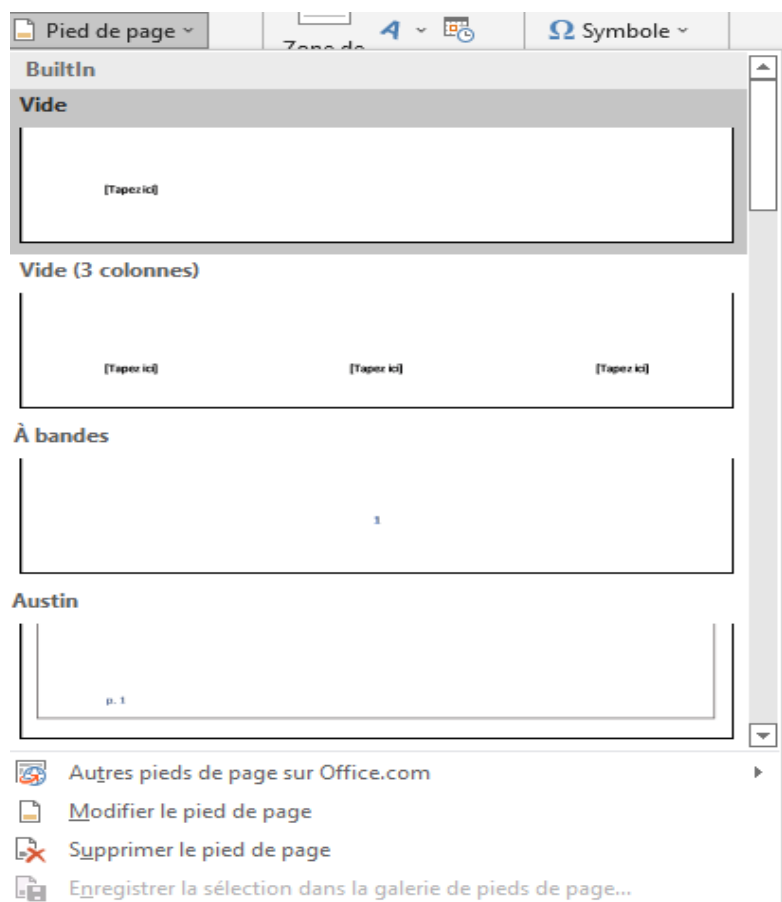 Pied de page
Zone de
A
Ω Symbole
BuiltIn
Vide
[Tapez ici]
Vide (3 colonnes)
[Tapez ici] [Tapez ici] [Tapez ici]
À bandes
1
Austin
p. 1
Autres pieds de page sur Office.com
Modifier le pied de page
Supprimer le pied de page
Enregistrer la sélection dans la galerie de pieds de page...